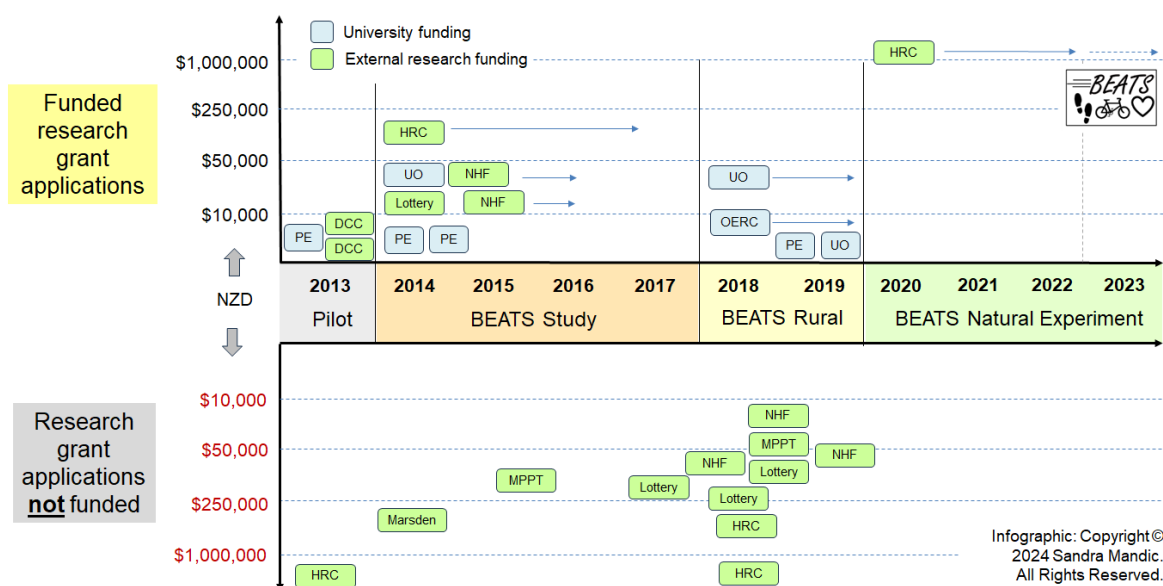 University funding
External research funding
$1,000,000
$250,000
$50,000
$10,000
Funded
research
grant
applications
HRC
BEATS
HRC
UO
NHF
UO
Lottery
NHF
OERC
DCC
PE
DCC
PE
PE
PE
UO
NZD
2013
2014
2015
2016
2017
2018
2019
2020
2021
2022
2023
Pilot
BEATS Study
BEATS Rural
BEATS Natural Experiment
$10,000
$50,000
$250,000
$1,000,000
Research
grant
applications
not funded
NHF
MPPT
NHF
NHF
Lottery
MPPT
Lottery
Lottery
Marsden
HRC
HRC
HRC
Infographic: Copyright ©
2024 Sandra Mandic.
All Rights Reserved.